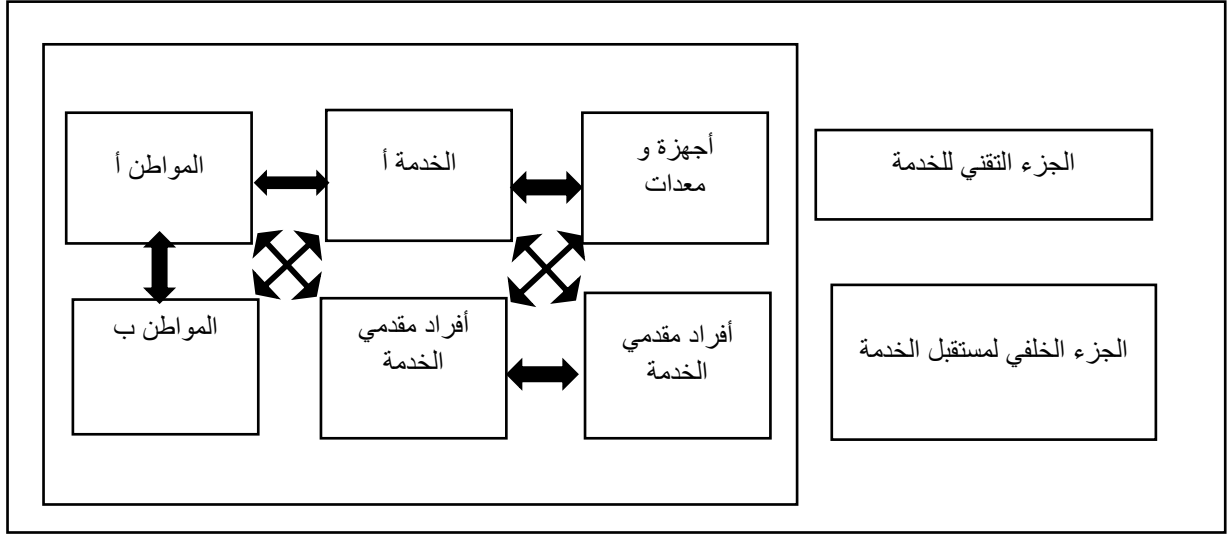 الجزء التقني للخدمة
أجهزة و
معدات
الخدمة أ
المواطن أ
الجزء الخلفي لمستقبل الخدمة
أفراد مقدمي
الخدمة
أفراد مقدمي
الخدمة
المواطن ب